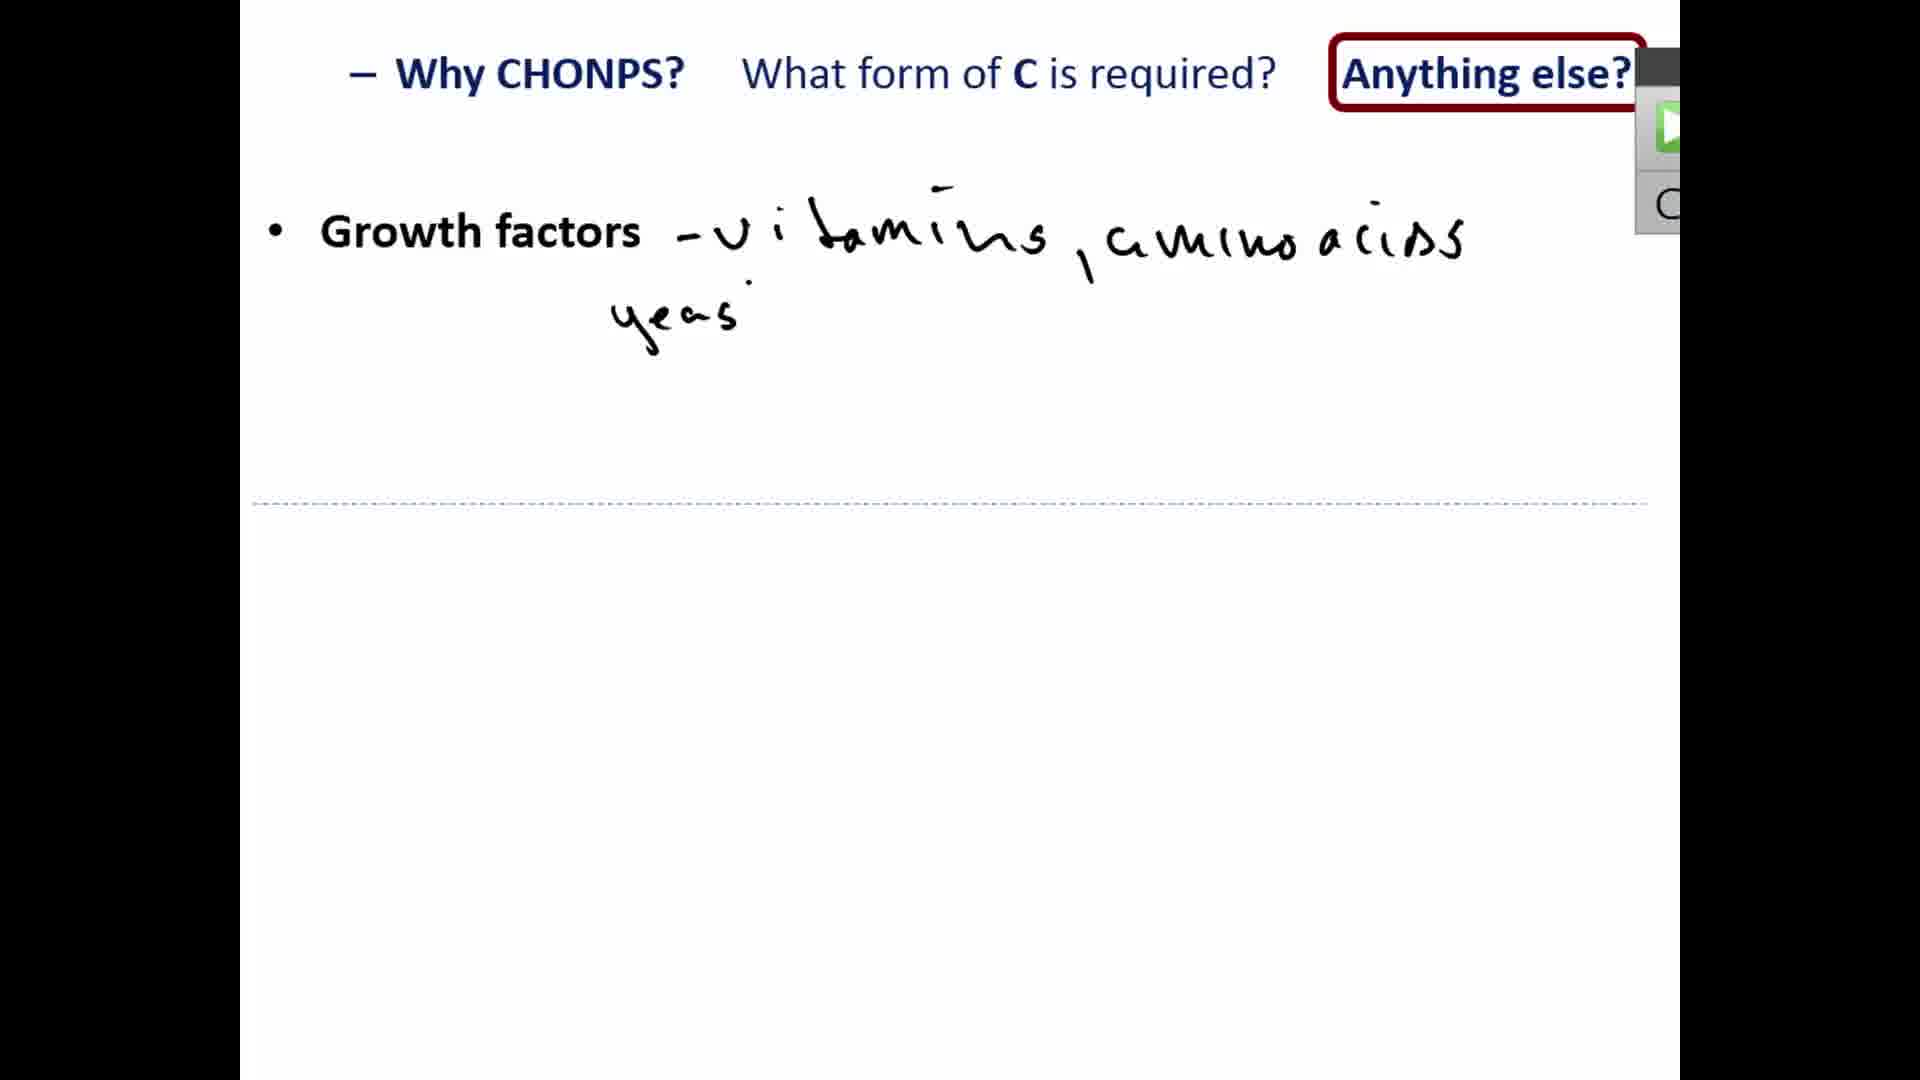 – Why CHONPS? What form of C is required? Anything else?
• Growth factors - vitamins, amino acids
yeas